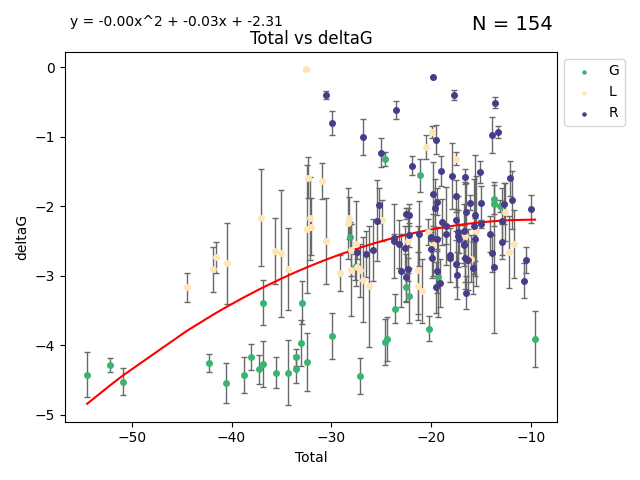 y = -0.00x^2 + -0.03x + -2.31
N = 154
Total vs deltaG
G
L
R
deltaG
0
−1
−2
−3
−4
−5
−50
−40
−30
−20
−10
Total